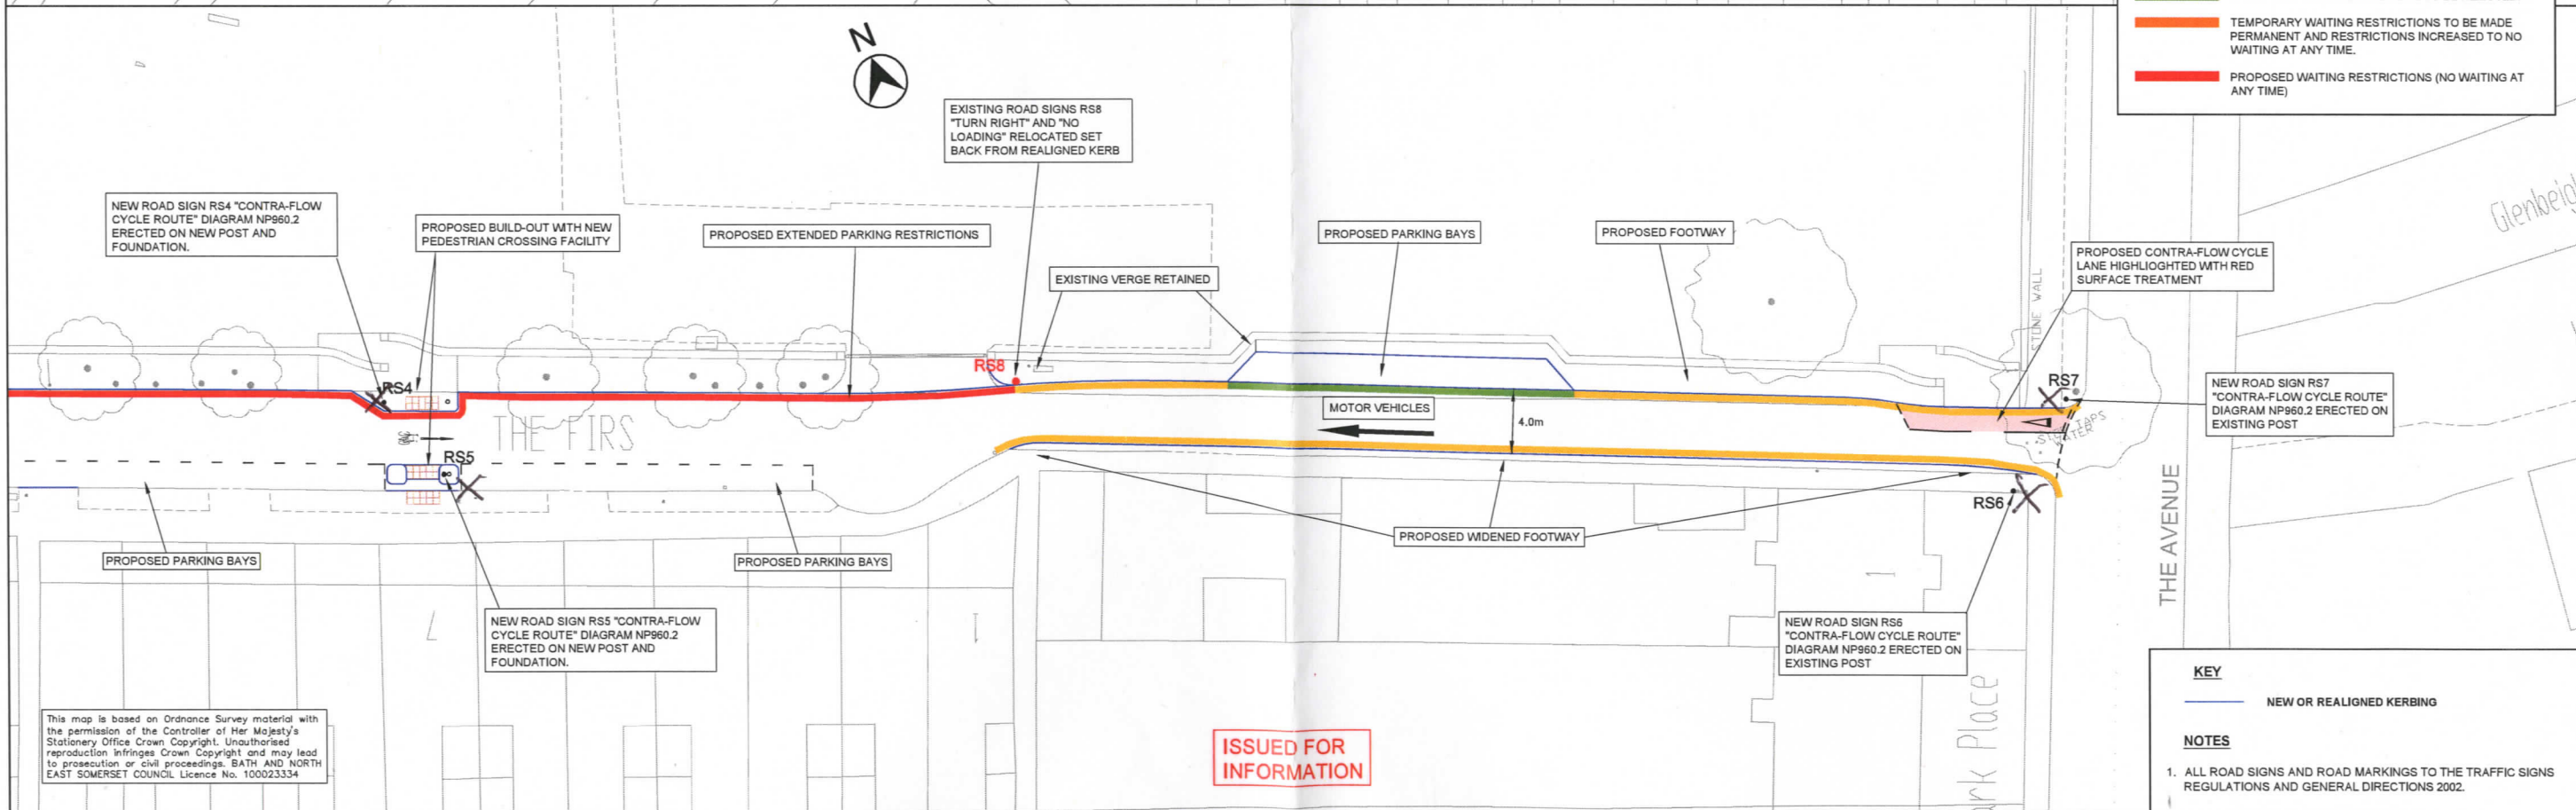 TEMPORARY WAITING RESTRICTIONS TO BE MADE
PERMANENT AND RESTRICTIONS INCREASED TO NO
WAITING AT ANY TIME.
PROPOSED WAITING RESTRICTIONS (NO WAITING AT
ANY TIME)
N
EXISTING ROAD SIGNS RS8
"TURN RIGHT" AND "NO
LOADING" RELOCATED SET
BACK FROM REALIGNED KERB
NEW ROAD SIGN RS4 "CONTRA-FLOW
CYCLE ROUTE" DIAGRAM NP960.2
ERECTED ON NEW POST AND
FOUNDATION.
PROPOSED BUILD-OUT WITH NEW
PEDESTRIAN CROSSING FACILITY
PROPOSED EXTENDED PARKING RESTRICTIONS
EXISTING VERGE RETAINED
PROPOSED PARKING BAYS
PROPOSED FOOTWAY
PROPOSED CONTRA-FLOW CYCLE
LANE HIGHLIOGHTED WITH RED
SURFACE TREATMENT
STONE WALL
RS8
RS4
RS7
NEW ROAD SIGN RS7
"CONTRA-FLOW CYCLE ROUTE"
DIAGRAM NP960.2 ERECTED ON
EXISTING POST
MOTOR VEHICLES
4.0m
THE FIRS
TAPS
WATER
RS5
RS6
THE AVENUE
PROPOSED WIDENED FOOTWAY
PROPOSED PARKING BAYS
PROPOSED PARKING BAYS
NEW ROAD SIGN RS5 "CONTRA-FLOW
CYCLE ROUTE" DIAGRAM NP960.2
ERECTED ON NEW POST AND
FOUNDATION.
7
1
1
NEW ROAD SIGN RS6
"CONTRA-FLOW CYCLE ROUTE"
DIAGRAM NP960.2 ERECTED ON
EXISTING POST
Place
This map is based on Ordnance Survey material with
the permission of the Controller of Her Majesty's
Stationery Office Crown Copyright. Unauthorised
reproduction infringes Crown Copyright and may lead
to prosecution or civil proceedings. BATH AND NORTH
EAST SOMERSET COUNCIL Licence No. 100023334
ISSUED FOR
INFORMATION
KEY
NEW OR REALIGNED KERBING
NOTES
1. ALL ROAD SIGNS AND ROAD MARKINGS TO THE TRAFFIC SIGNS
REGULATIONS AND GENERAL DIRECTIONS 2002.